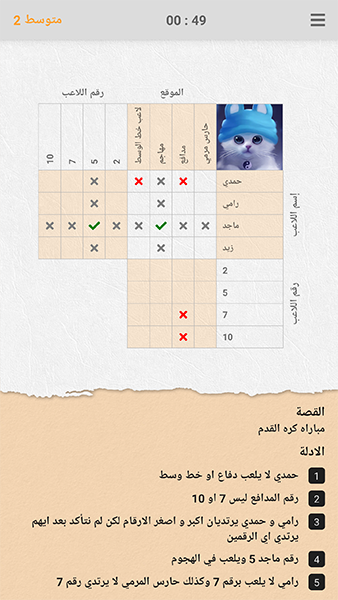 متوسط 2
00 : 49
الموقع
رقم اللاعب
حارس مرمي
مدافع
مهاجم
لاعب خط الوسط
2
5
7
10
إسم اللاعب
حمدي
رامي
ماجد
زيد
رقم اللاعب
2
5
7
10
القصة
مباراه كره القدم
الادلة
1 حمدي لا يلعب دفاع او خط وسط
2 رقم المدافع ليس 7 او 10
3 رامي و حمدي يرتديان اكبر و اصغر الارقام لكن لم نتأكد بعد ايهم
يرتدي اي الرقمين
4 رقم ماجد 5 ويلعب في الهجوم
5 رامي لا يلعب برقم 7 وكذلك حارس المرمي لا يرتدي رقم 7